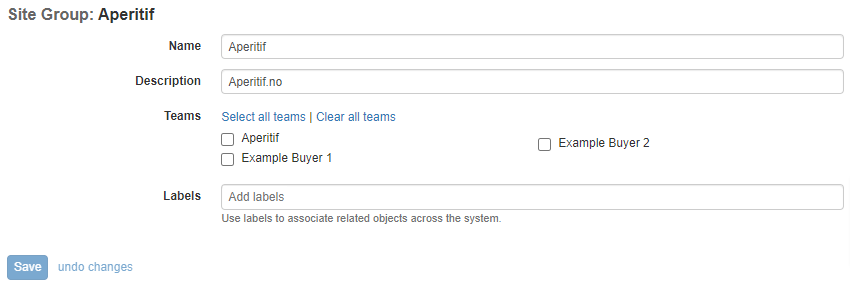 Site Group: Aperitif
Name Aperitif
Description Aperitif.no
Teams Select all teams | Clear all teams
Aperitif Example Buyer 2
Example Buyer 1
Labels Add labels
Use labels to associate related objects across the system.
Save undo changes